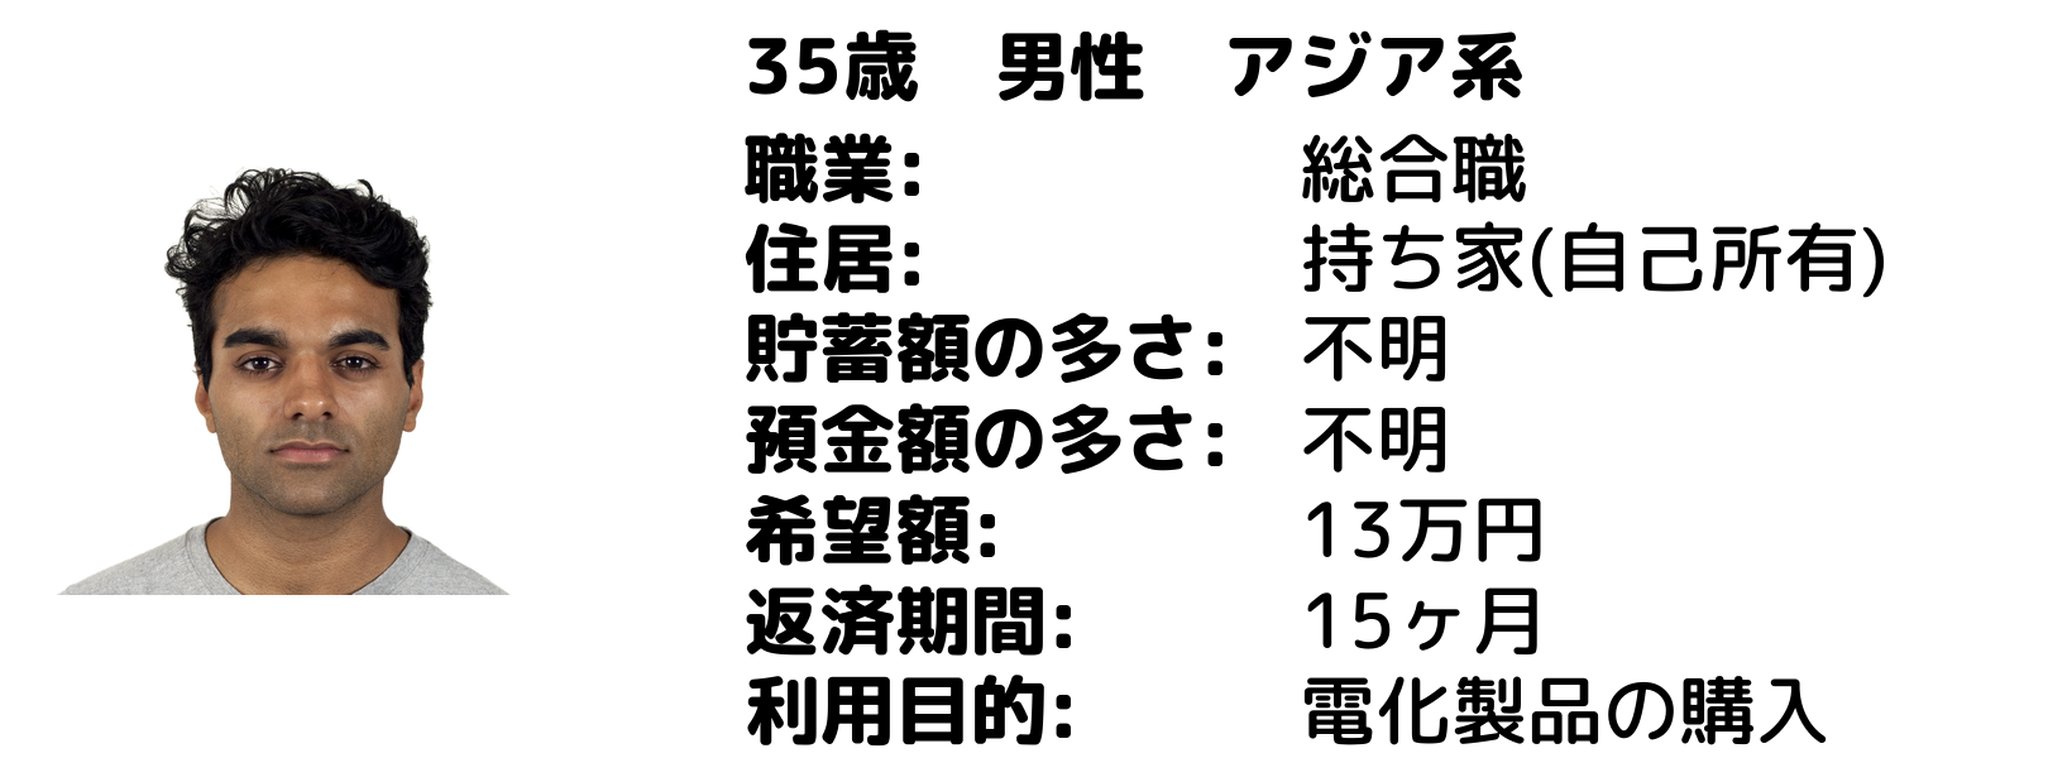 35歳　男性　アジア系
職業:　総合職
住居:　持ち家(自己所有)
貯蓄額の多さ:　不明
預金額の多さ:　不明
希望額:　13万円
返済期間:　15ヶ月
利用目的:　電化製品の購入